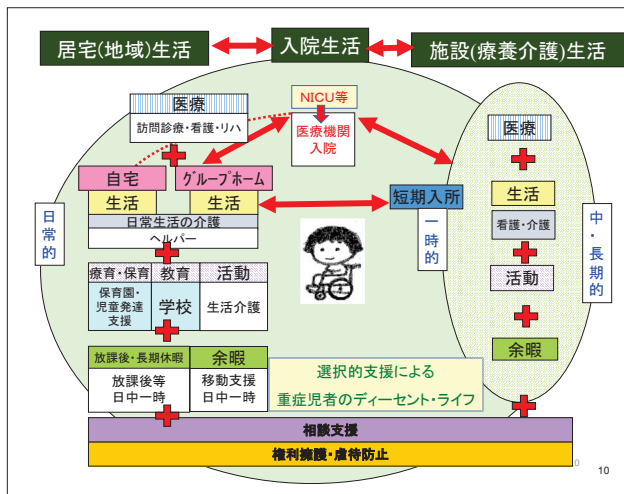 居宅(地域)生活
入院生活
施設(療養介護)生活
医療
訪問診療・看護・リハ
NICU等
医療機関
入院
医療
自宅
グループホーム
生活
生活
日常生活の介護
ヘルパー
短期入所
生活
看護・介護
日常的
一時的
中・長期的
療育・保育
教育
活動
保育園・
児童発達
支援
学校
生活介護
活動
放課後・長期休暇
余暇
放課後等
日中一時
移動支援
日中一時
選択的支援による
重症児者のディーセント・ライフ
余暇
相談支援
権利擁護・虐待防止
0
10